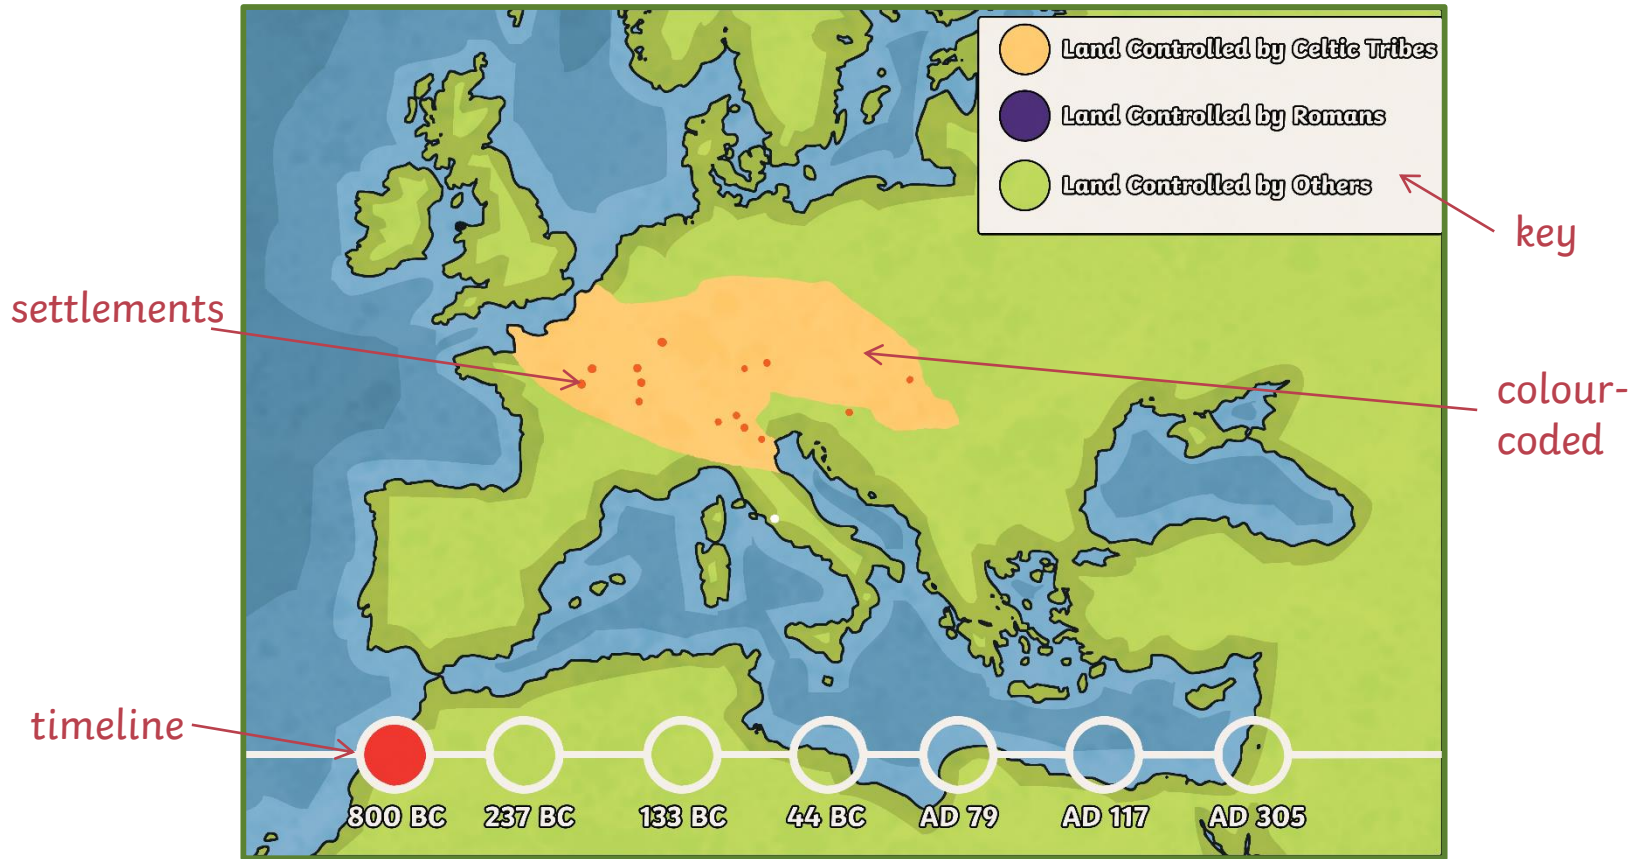 Land Controlled by Celtic Tribes
Land Controlled by Romans
Land Controlled by Others
key
settlements
colour-
coded
timeline
800 BC
237 BC
133 BC
44 BC
AD 79
AD 117
AD 305